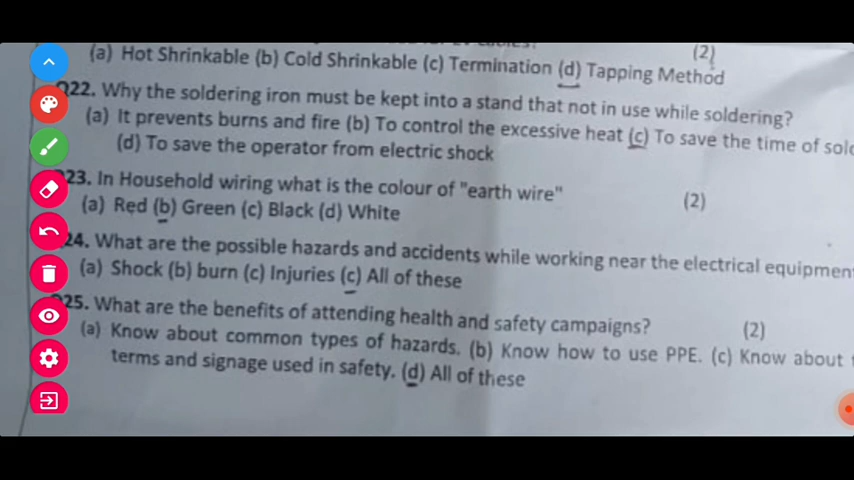 (2)
(a) Hot Shrinkable (b) Cold Shrinkable (c) Termination (d) Tapping Method
Q22. Why the soldering iron must be kept into a stand that not in use while soldering?
(a) It prevents burns and fire (b) To control the excessive heat (c) To save the time of
(d) To save the operator from electric shock
23. In Household wiring what is the colour of "earth wire" (2)
(a) Red (b) Green (c) Black (d) White
24. What are the possible hazards and accidents while working near the electrical equipmen
(a) Shock (b) burn (c) Injuries (c) All of these
25. What are the benefits of attending health and safety campaigns? (2)
(a) Know about common types of hazards. (b) Know how to use PPE. (c) Know about
terms and signage used in safety. (d) All of these